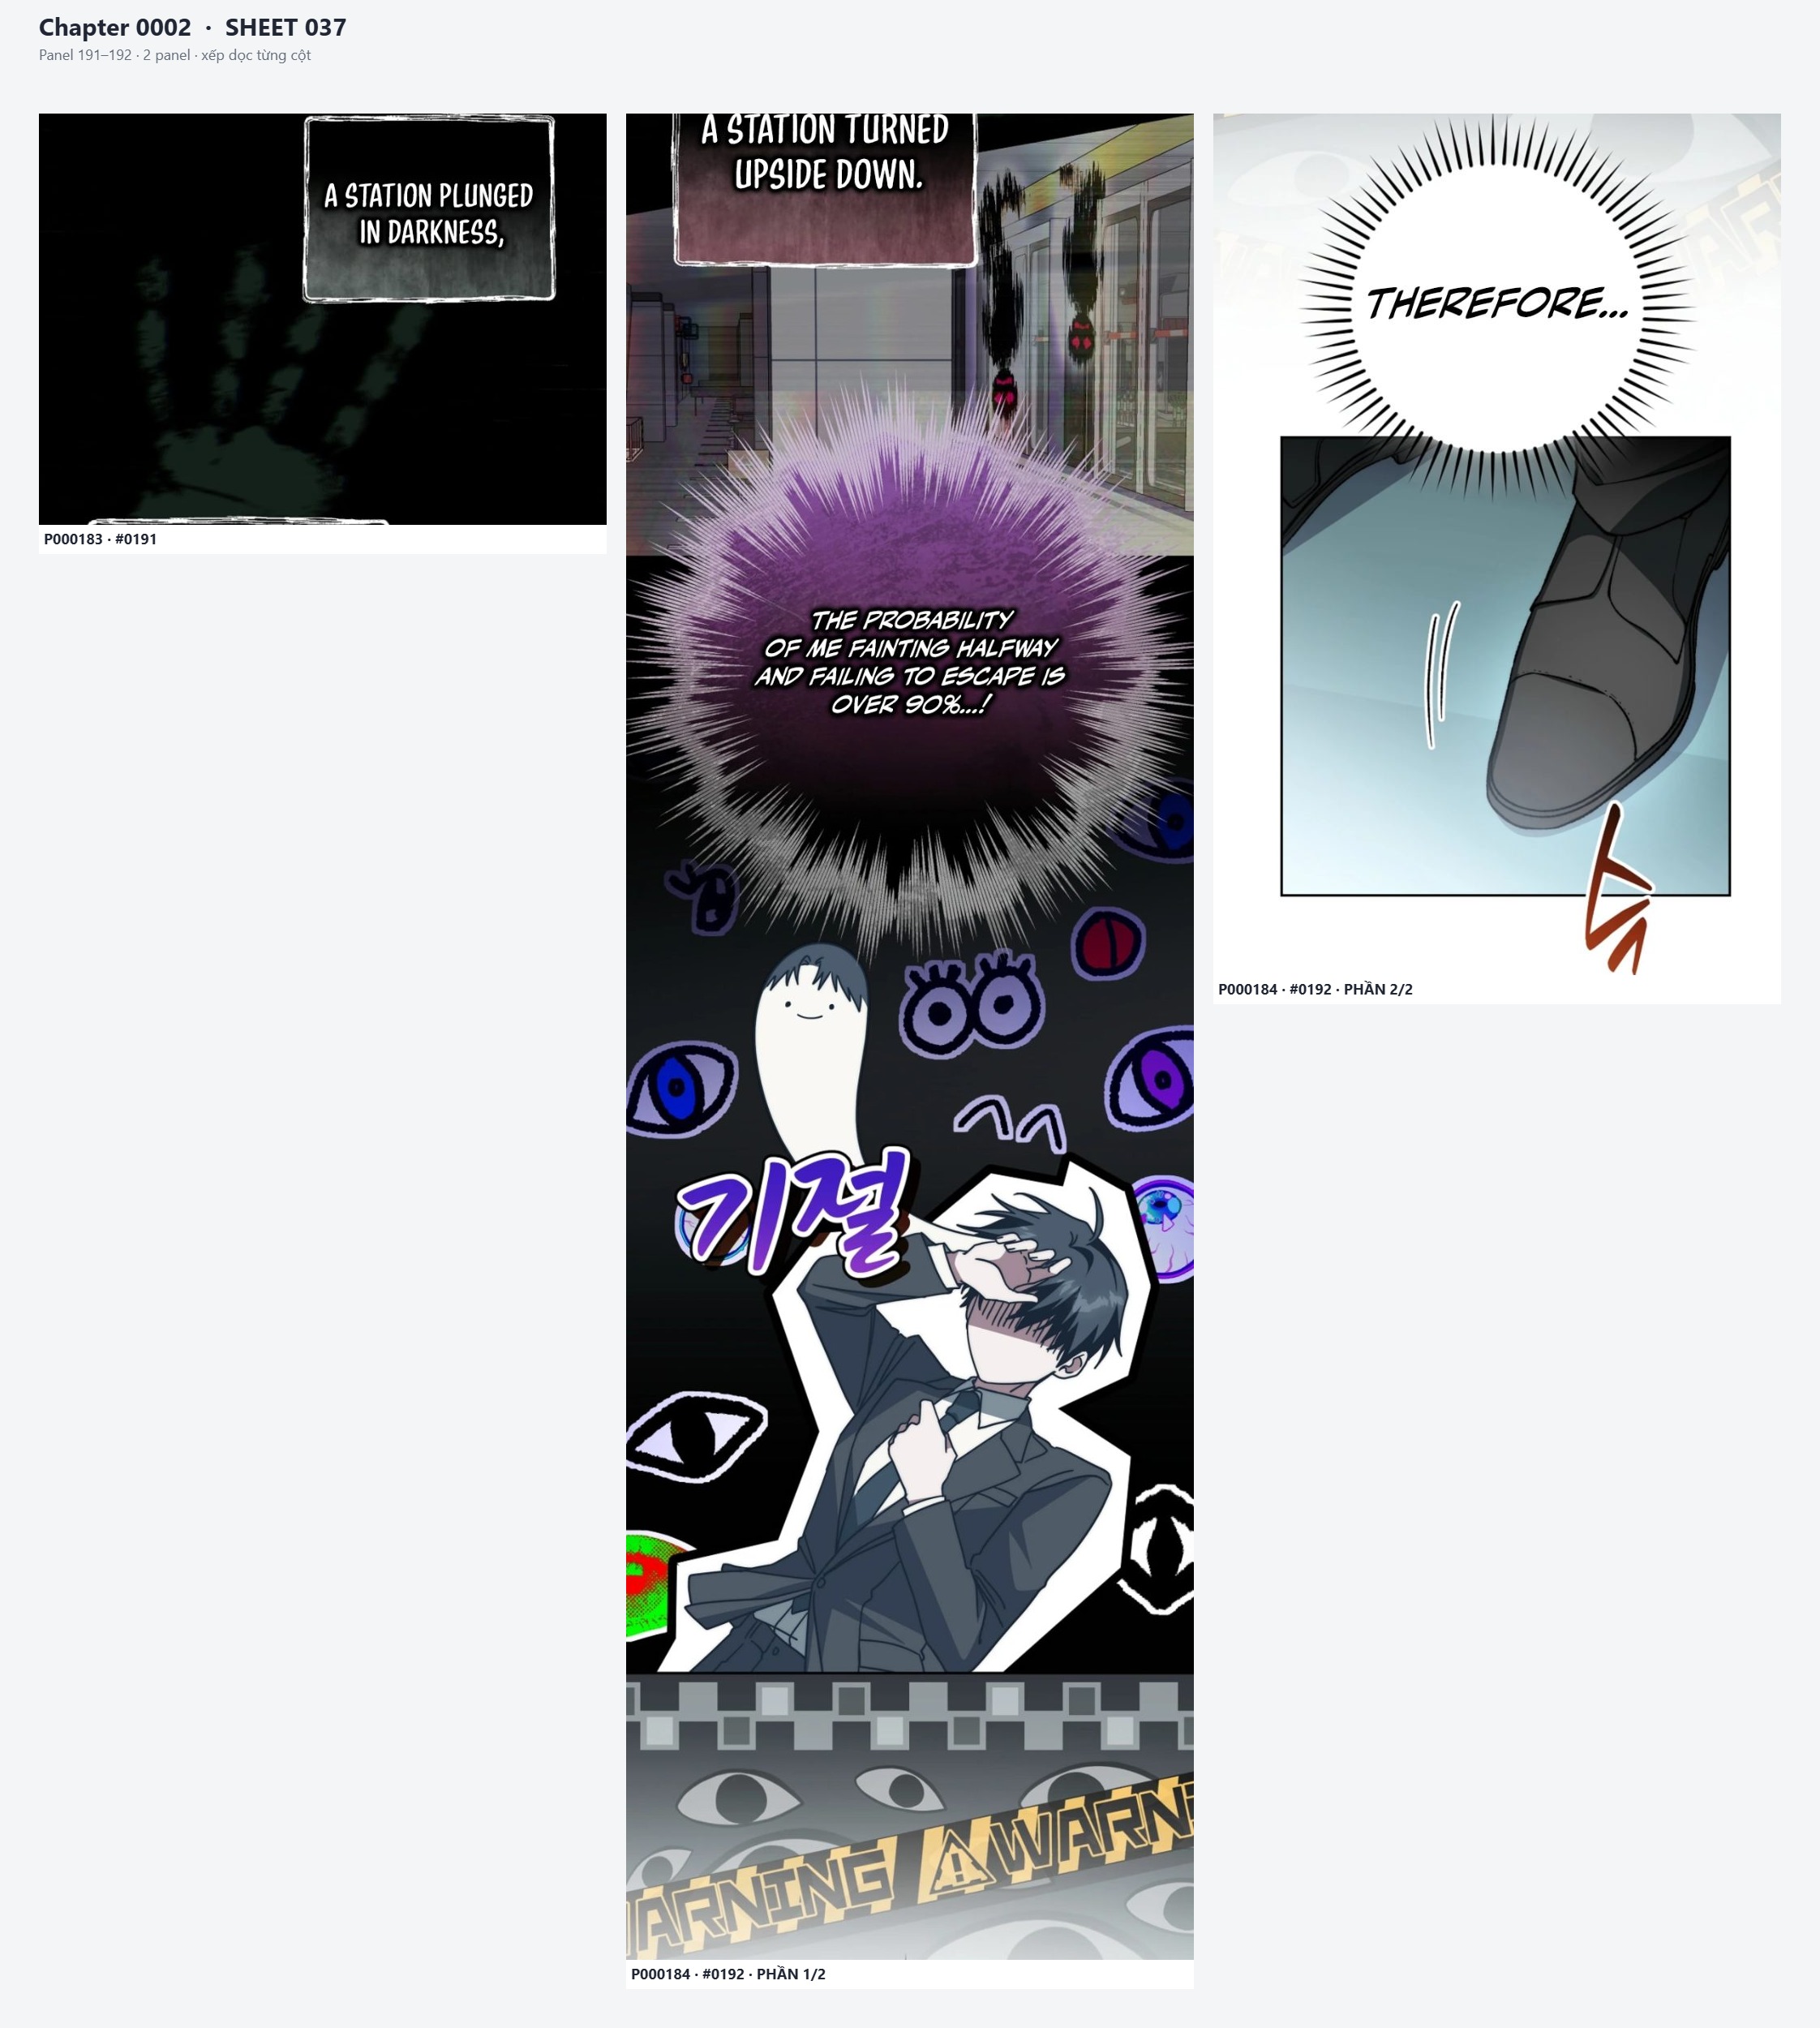 Chapter 0002 · SHEET 037
Panel 191–192 · 2 panel · xếp dọc từng cột
A STATION PLUNGED
IN DARKNESS,
P000183 · #0191
A STATION TURNED
UPSIDE DOWN.
THE PROBABILITY
OF ME FAINTING HALFWAY
AND FAILING TO ESCAPE IS
OVER 90%...!
기절
ARNING ⚠ WARNI
P000184 · #0192 · PHẦN 1/2
THEREFORE...
P000184 · #0192 · PHẦN 2/2